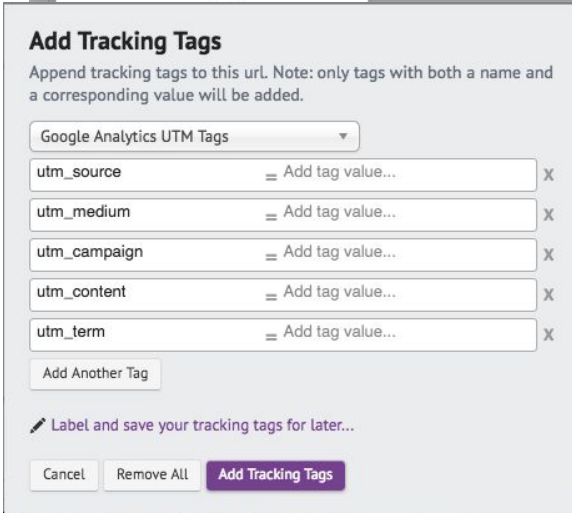 Add Tracking Tags
Append tracking tags to this url. Note: only tags with both a name and
a corresponding value will be added.
Google Analytics UTM Tags
utm_source = Add tag value... X
utm_medium = Add tag value... X
utm_campaign = Add tag value... X
utm_content = Add tag value... X
utm_term = Add tag value... X
Add Another Tag
Label and save your tracking tags for later...
Cancel Remove All Add Tracking Tags